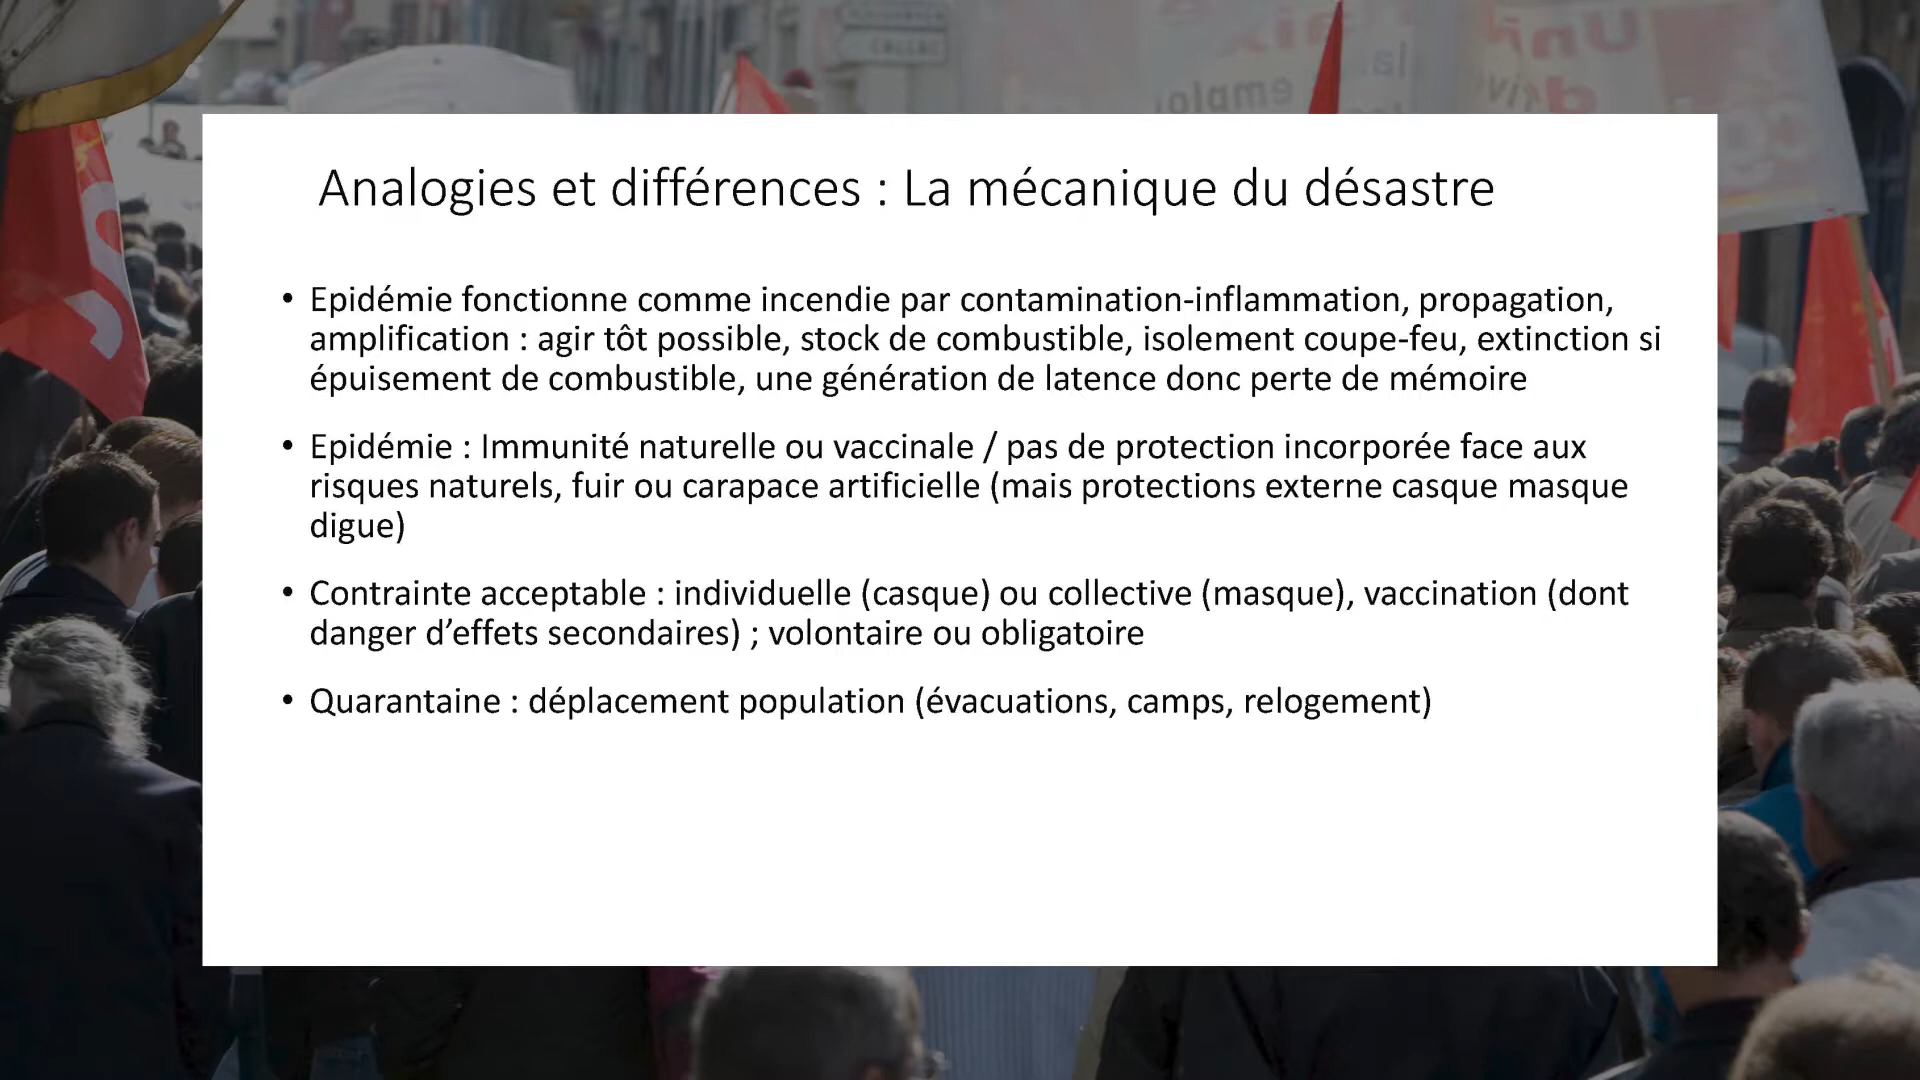 CALLAC
la
emploi
Analogies et différences : La mécanique du désastre
• Epidémie fonctionne comme incendie par contamination-inflammation, propagation,
amplification : agir tôt possible, stock de combustible, isolement coupe-feu, extinction si
épuisement de combustible, une génération de latence donc perte de mémoire
• Epidémie : Immunité naturelle ou vaccinale / pas de protection incorporée face aux
risques naturels, fuir ou carapace artificielle (mais protections externe casque masque
digue)
• Contrainte acceptable : individuelle (casque) ou collective (masque), vaccination (dont
danger d’effets secondaires) ; volontaire ou obligatoire
• Quarantaine : déplacement population (évacuations, camps, relogement)